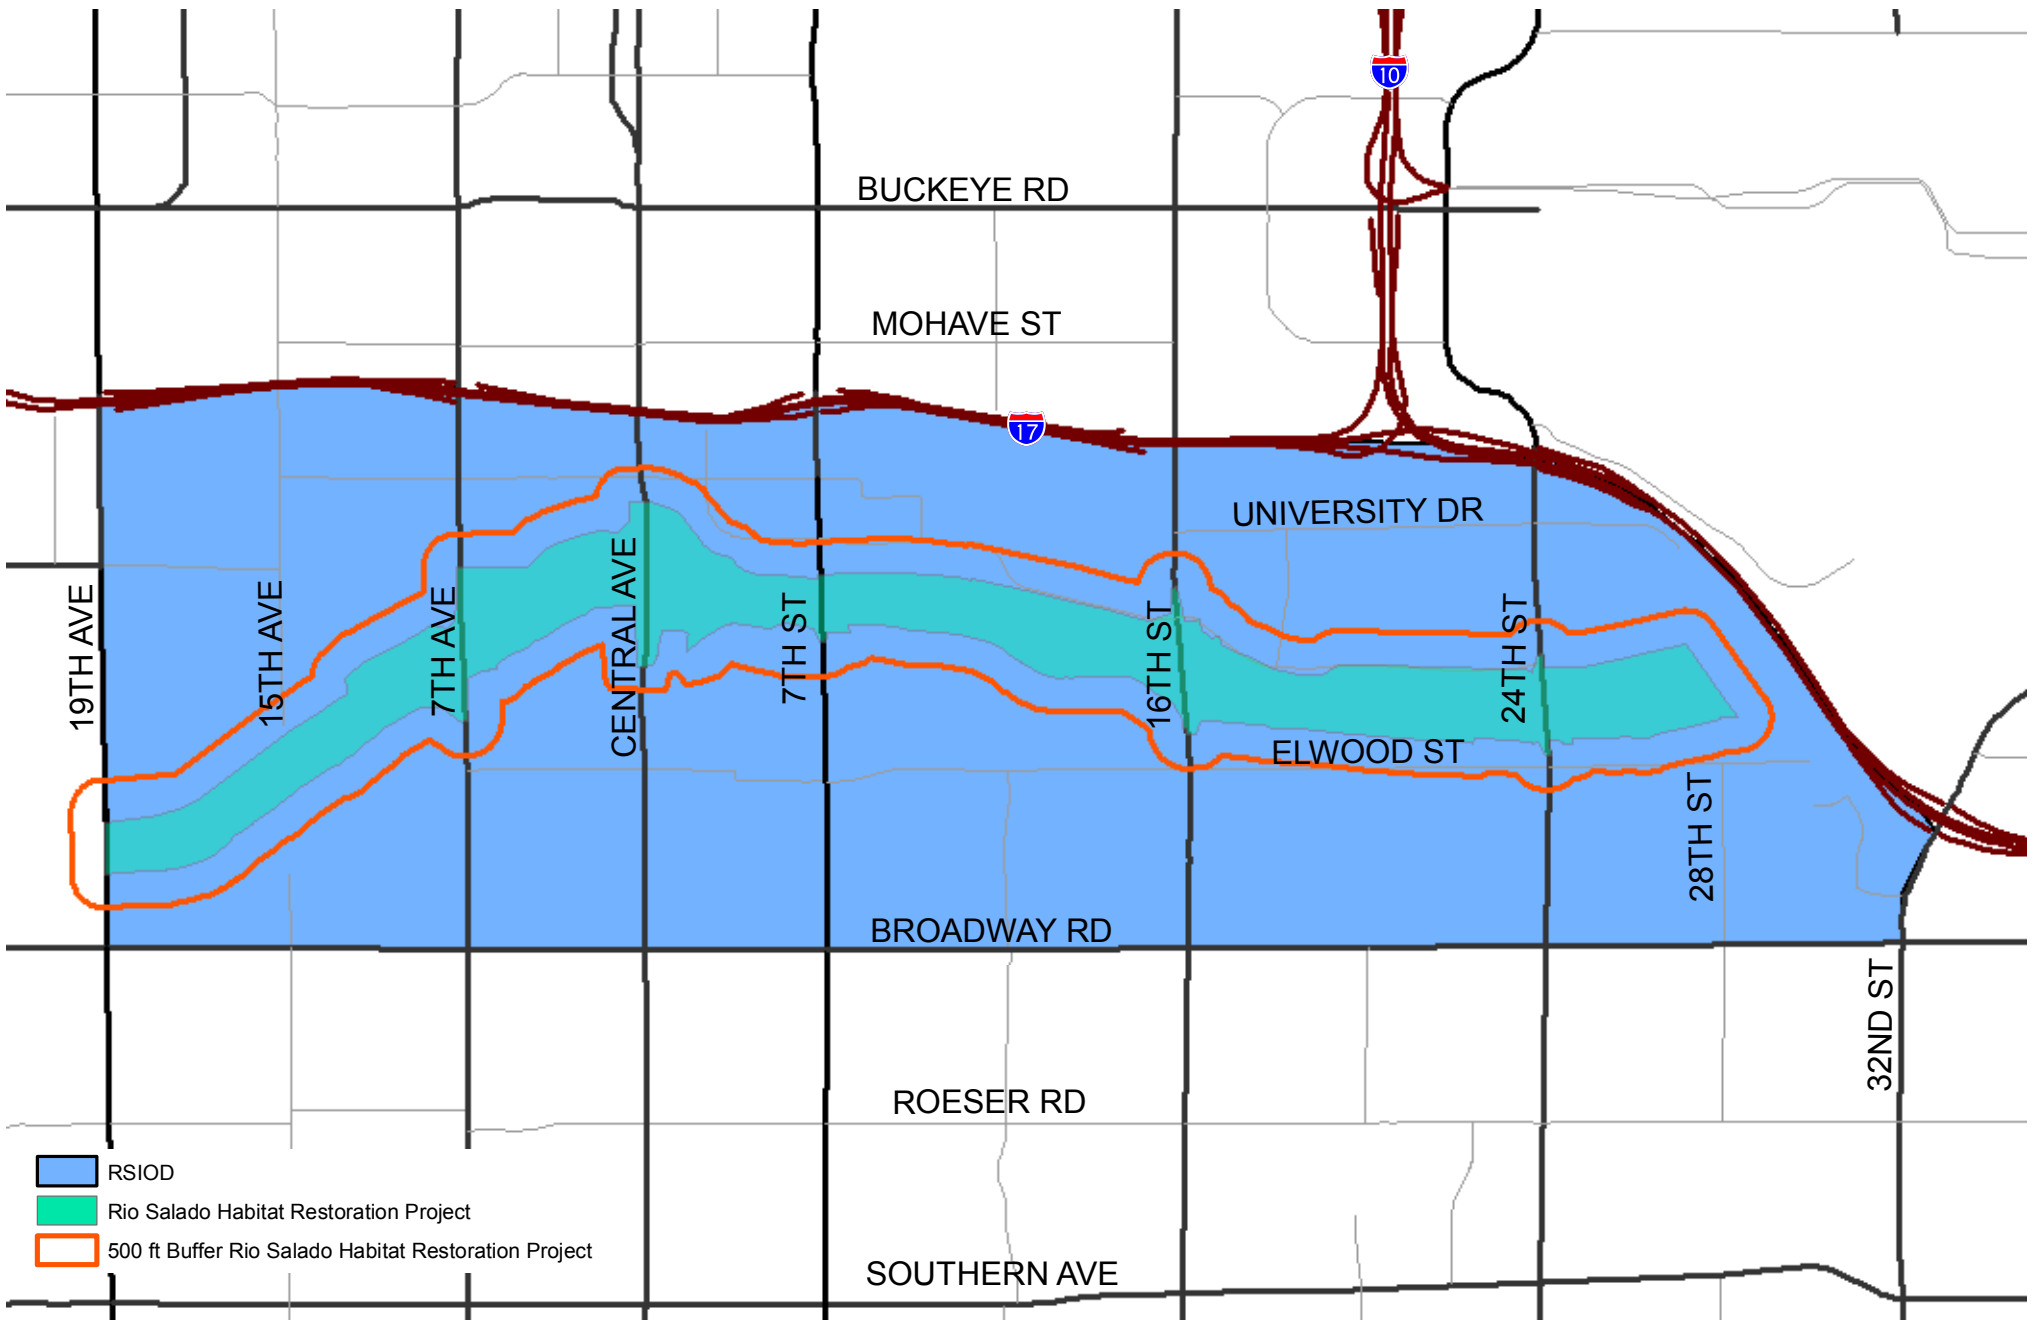 10
BUCKEYE RD
MOHAVE ST
17
UNIVERSITY DR
19TH AVE
15TH AVE
7TH AVE
CENTRAL AVE
7TH ST
16TH ST
24TH ST
ELWOOD ST
28TH ST
BROADWAY RD
32ND ST
ROESER RD
SOUTHERN AVE
RSIOD
Rio Salado Habitat Restoration Project
500 ft Buffer Rio Salado Habitat Restoration Project